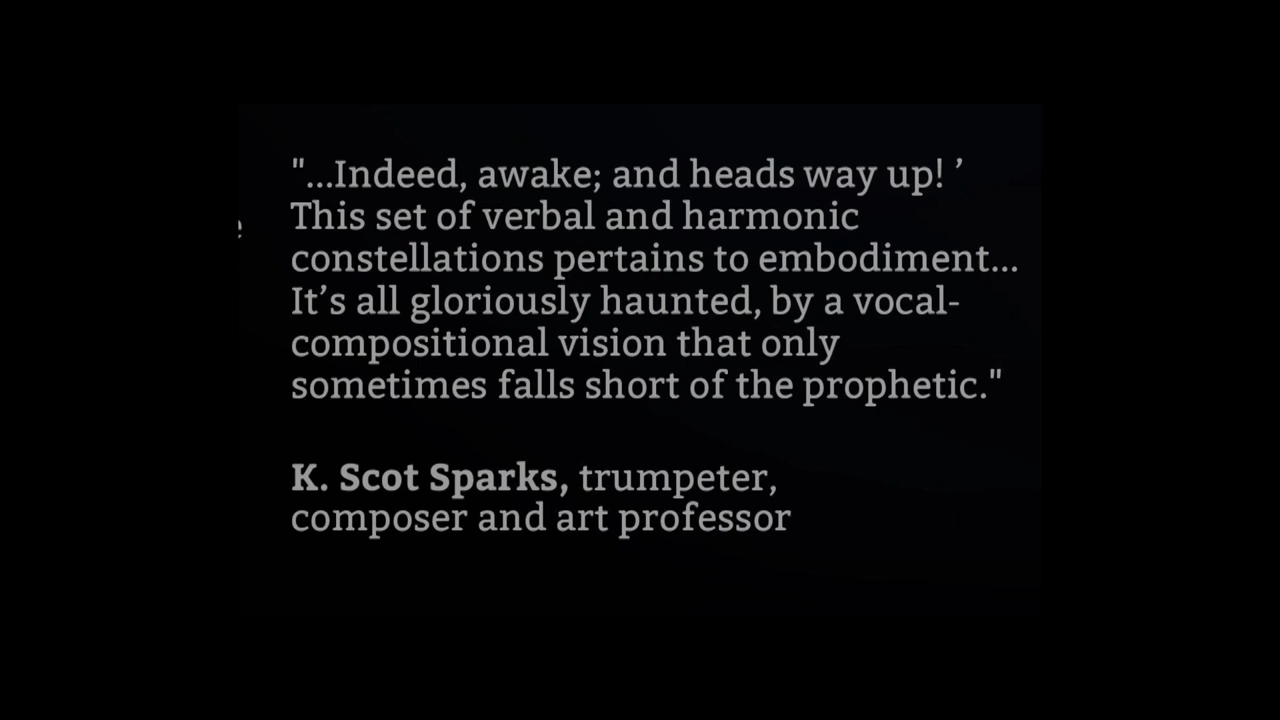 "...Indeed, awake; and heads way up! ’
This set of verbal and harmonic
constellations pertains to embodiment...
It’s all gloriously haunted, by a vocal-
compositional vision that only
sometimes falls short of the prophetic."
K. Scot Sparks, trumpeter,
composer and art professor